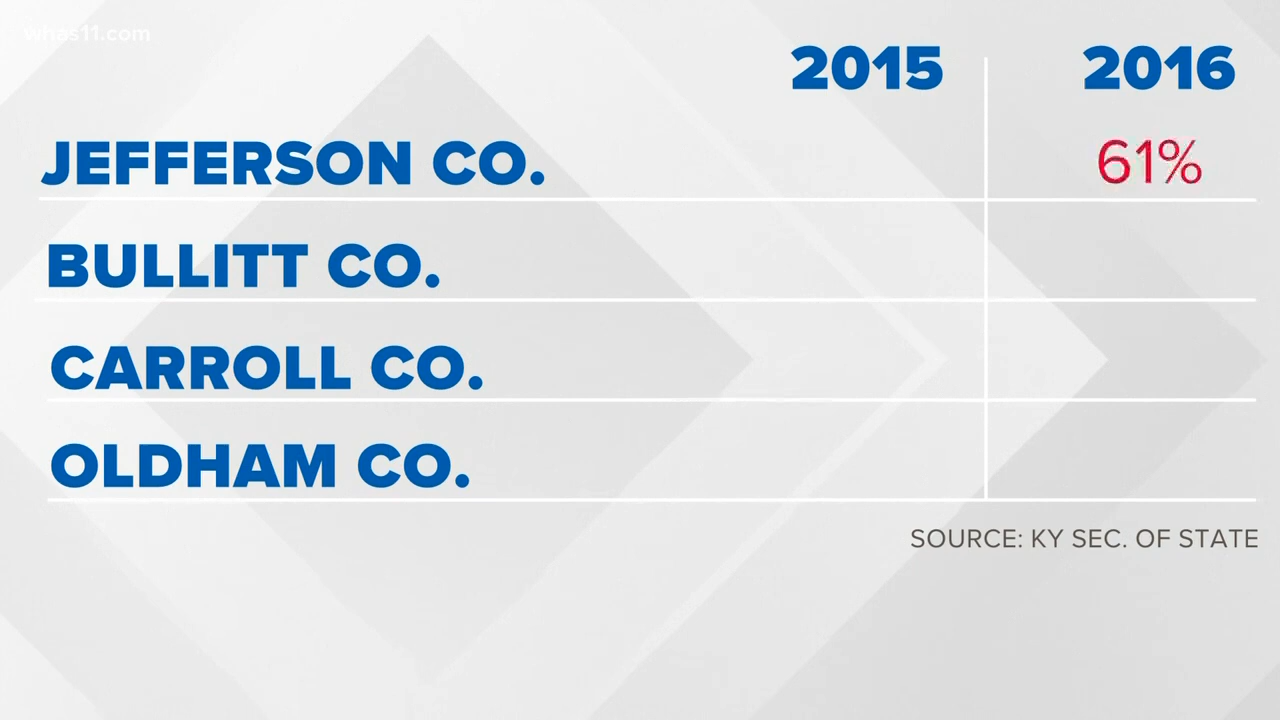 whas11.com
2015 2016
JEFFERSON CO. 61%
BULLITT CO.
CARROLL CO.
OLDHAM CO.
SOURCE: KY SEC. OF STATE